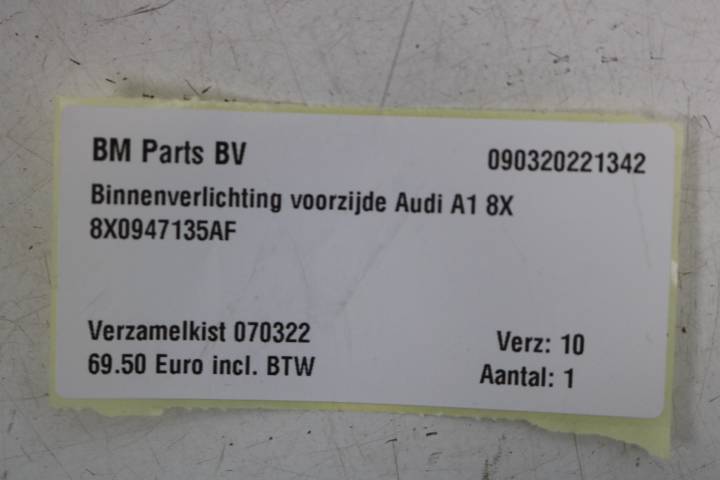 BM Parts BV 090320221342
Binnenverlichting voorzijde Audi A1 8X
8X0947135AF
Verzamelkist 070322 Verz: 10
69.50 Euro incl. BTW Aantal: 1